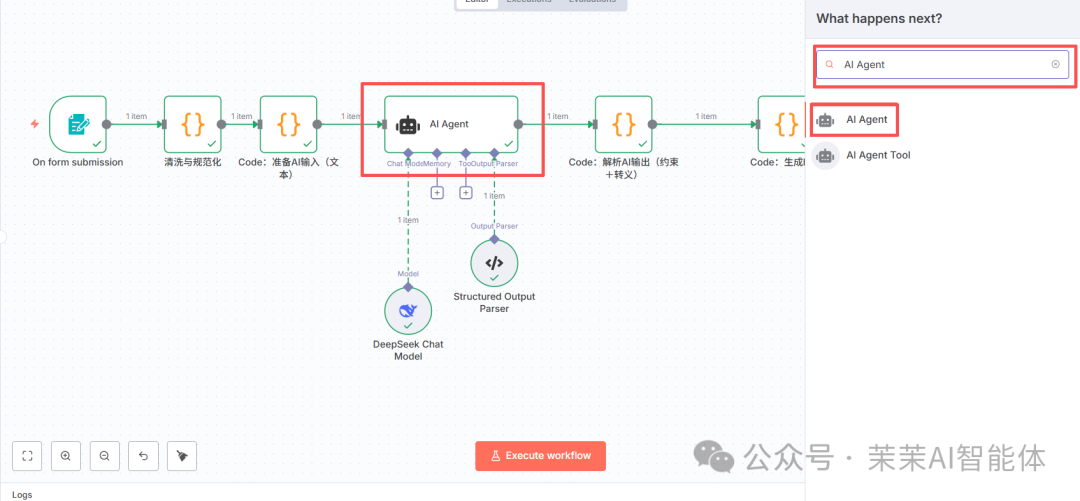 Editor Executions Evaluations
What happens next?
AI Agent
AI Agent
AI Agent Tool
1 item
1 item
1 item
AI Agent
1 item
1 item
On form submission
清洗与规范化
Code：准备AI输入（文
本）
Chat Mode
Memory
Too
Output Parser
Code：解析AI输出（约束
+转义）
Code：生成
1 item
1 item
Output Parser
Model
Structured Output
Parser
DeepSeek Chat
Model
Execute workflow
公众号 · 茉茉AI智能体
Logs